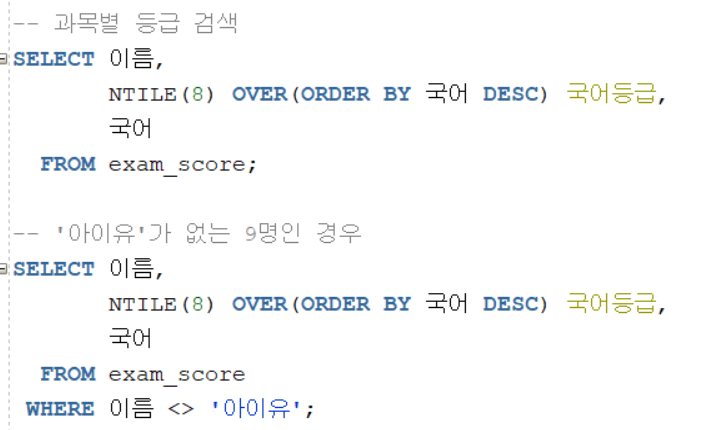 -- 과목별 등급 검색
SELECT 이름,
NTILE(8) OVER(ORDER BY 국어 DESC) 국어등급,
국어
FROM exam_score;
-- '아이유'가 없는 9명인 경우
SELECT 이름,
NTILE(8) OVER(ORDER BY 국어 DESC) 국어등급,
국어
FROM exam_score
WHERE 이름 <> '아이유';